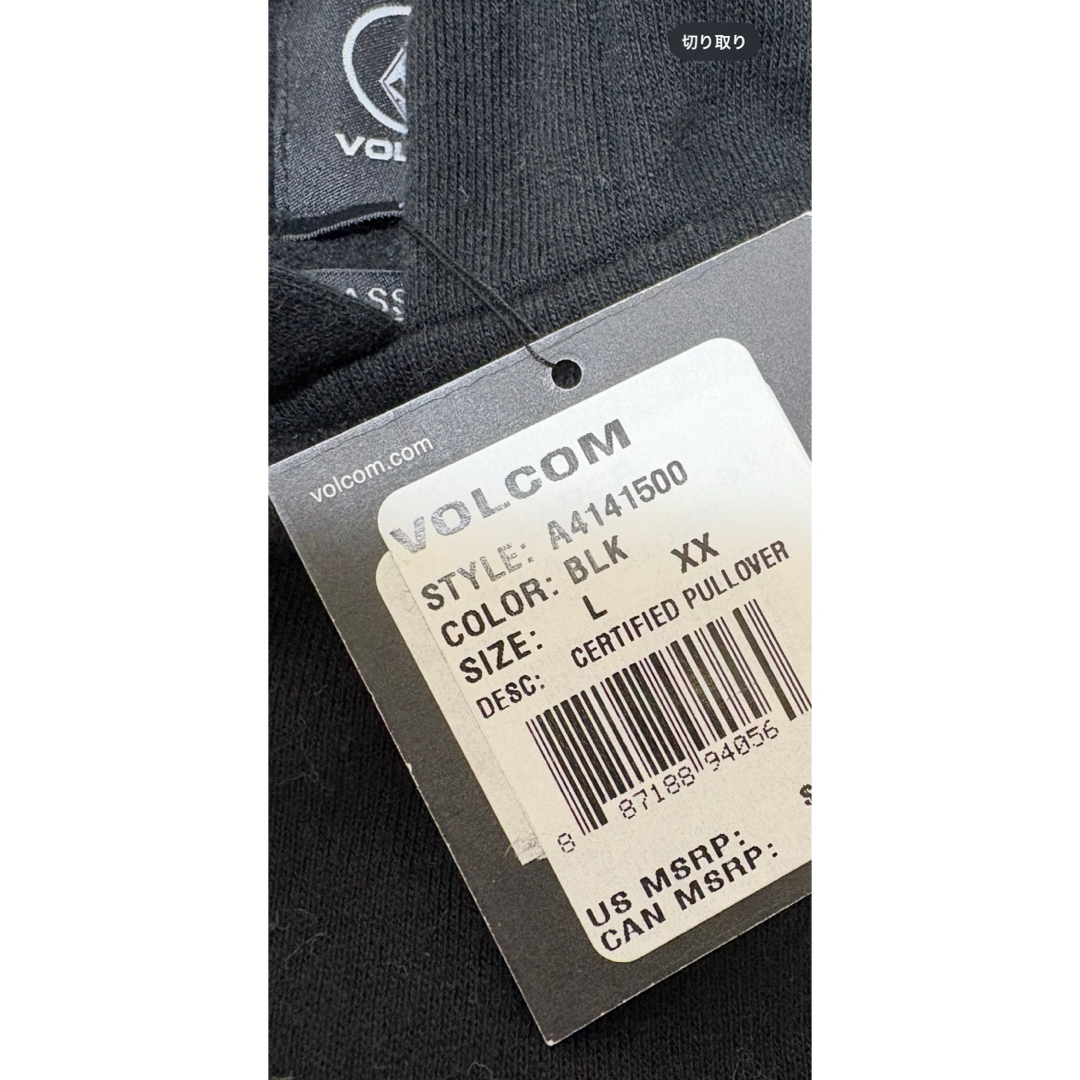 切り取り
VOL
ASS
volcom.com
VOLCOM
STYLE: A4141500
COLOR: BLK XX
SIZE: L
DESC: CERTIFIED PULLOVER
8 87188 94056
US MSRP:
CAN MSRP: